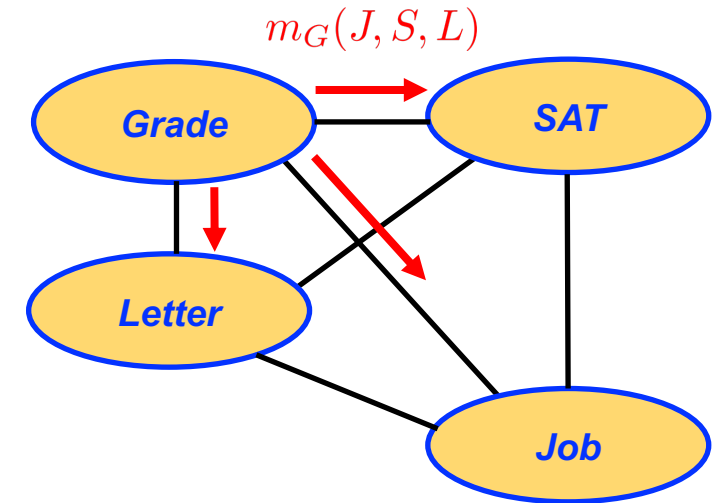 m_G(J, S, L)
Grade
SAT
Letter
Job